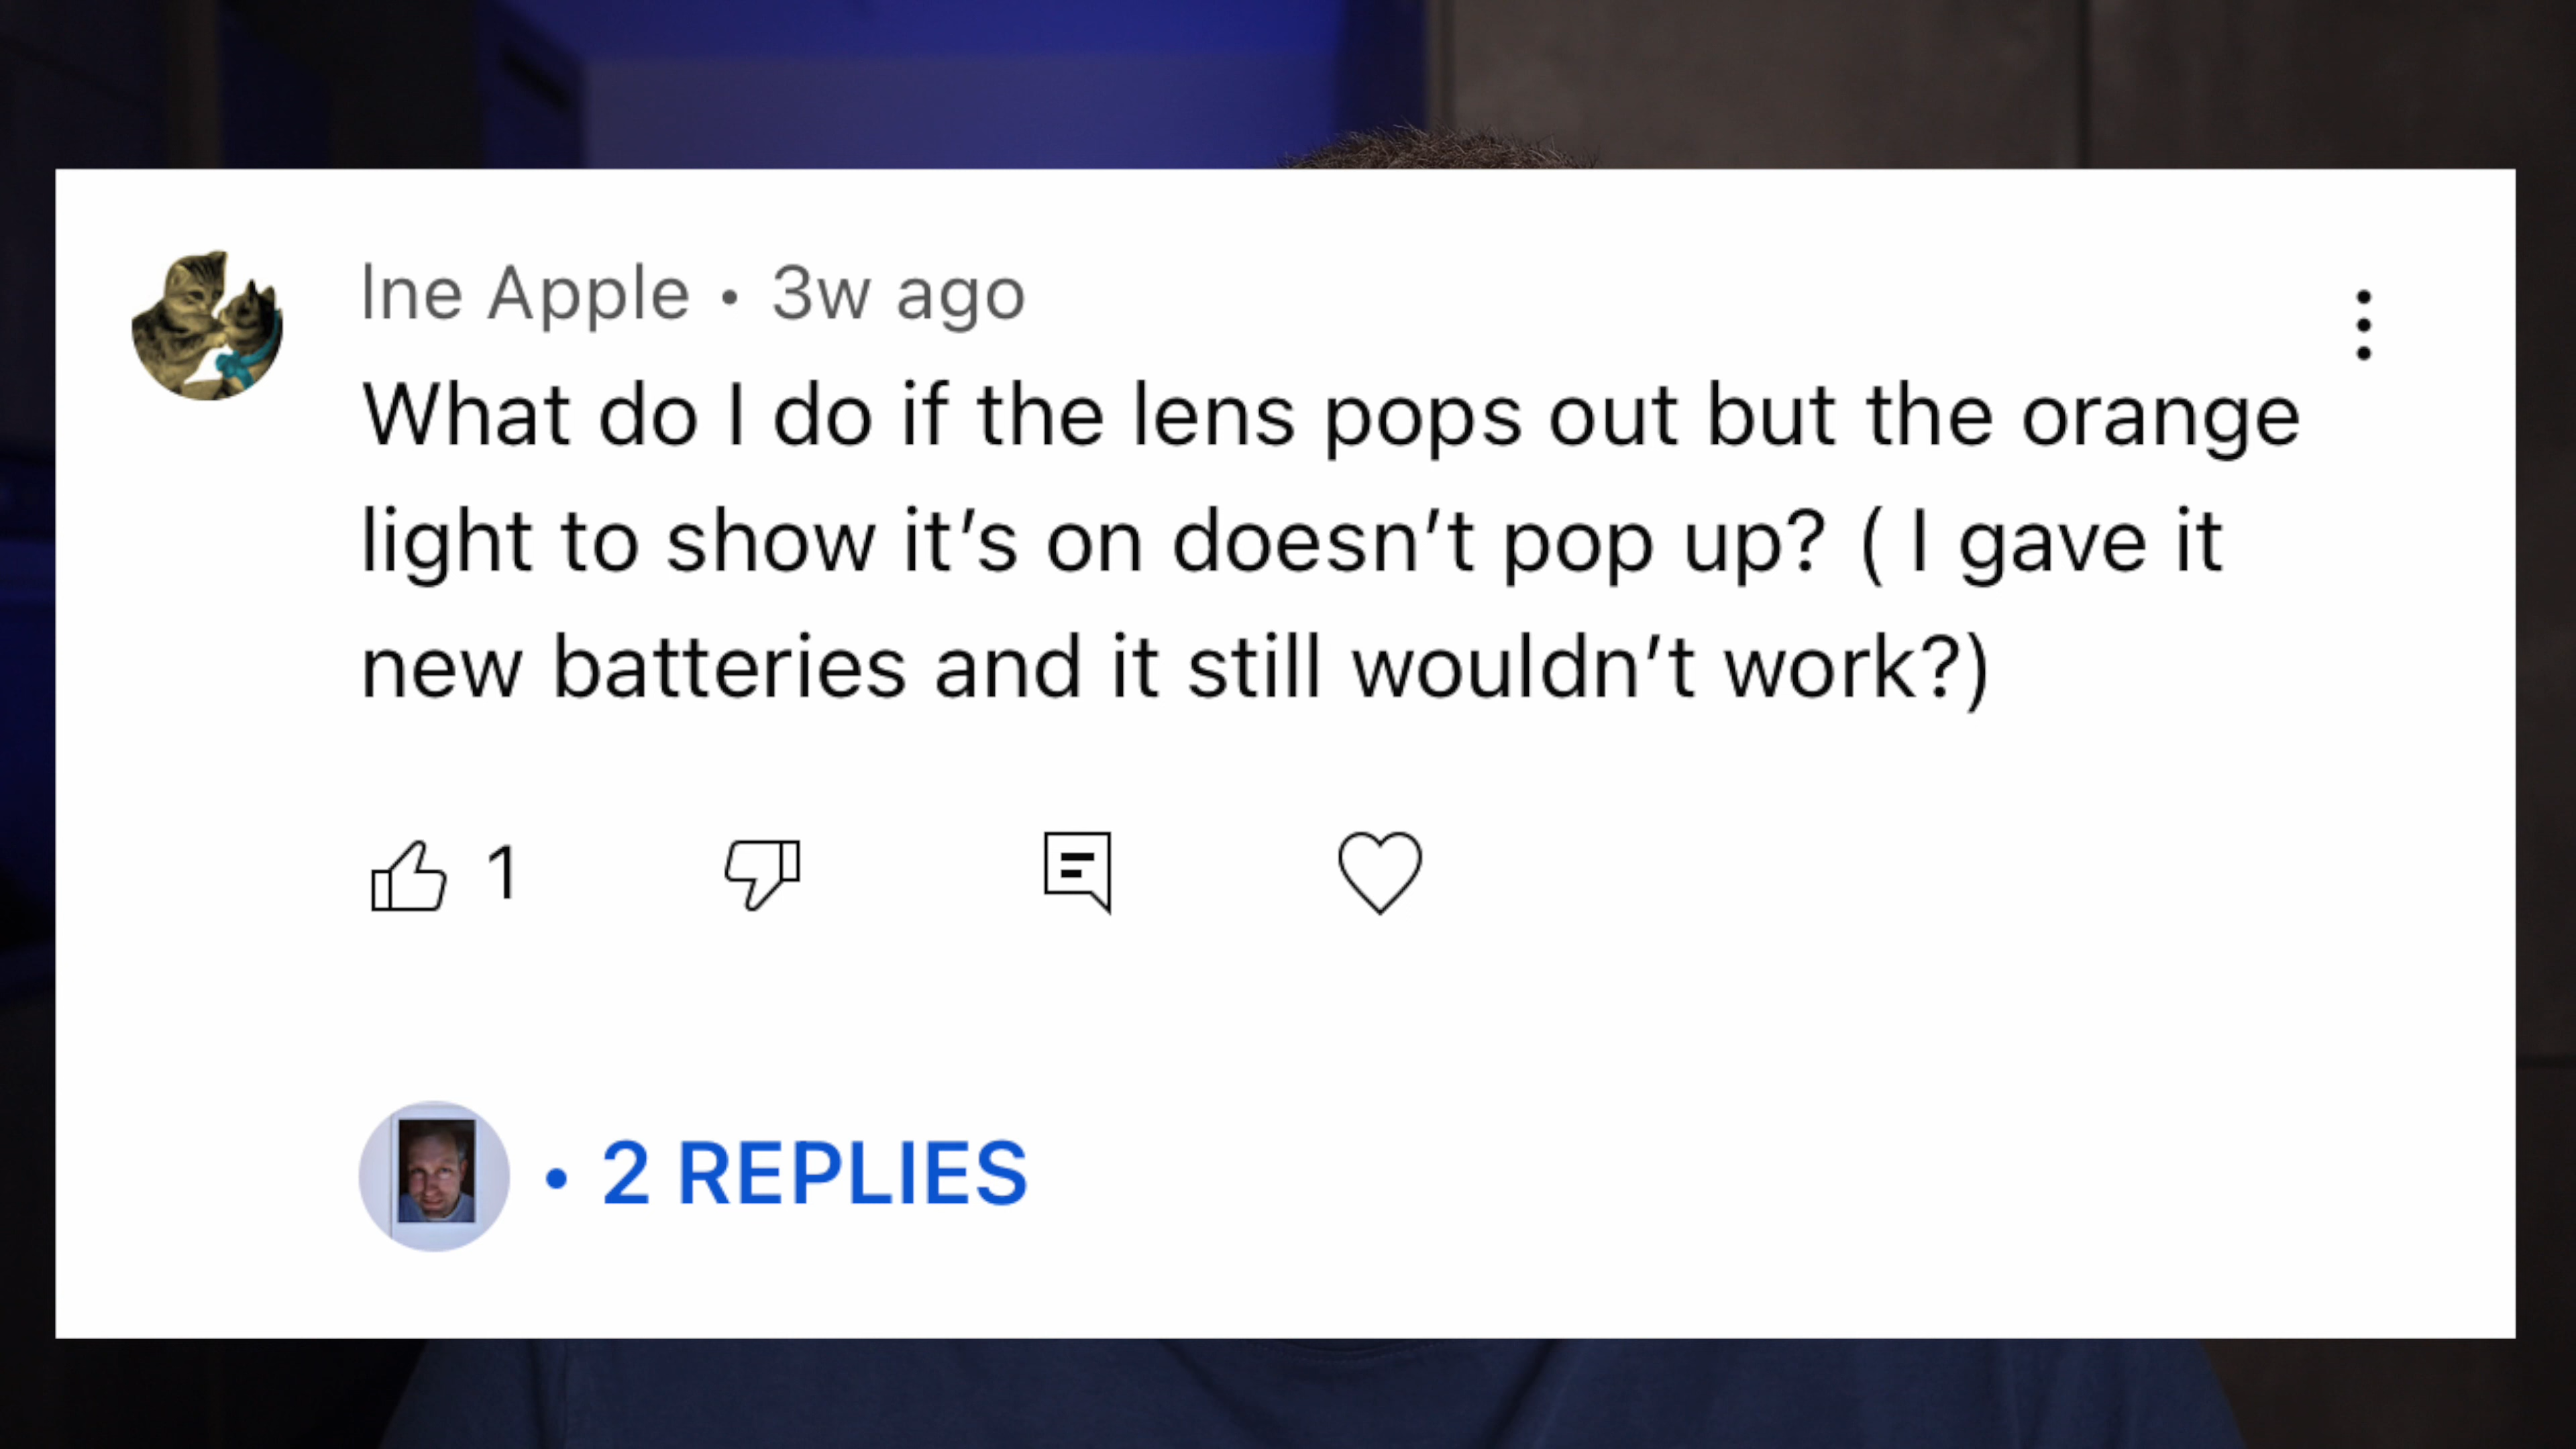 Ine Apple • 3w ago
What do I do if the lens pops out but the orange
light to show it’s on doesn’t pop up? ( I gave it
new batteries and it still wouldn’t work?)
1
• 2 REPLIES